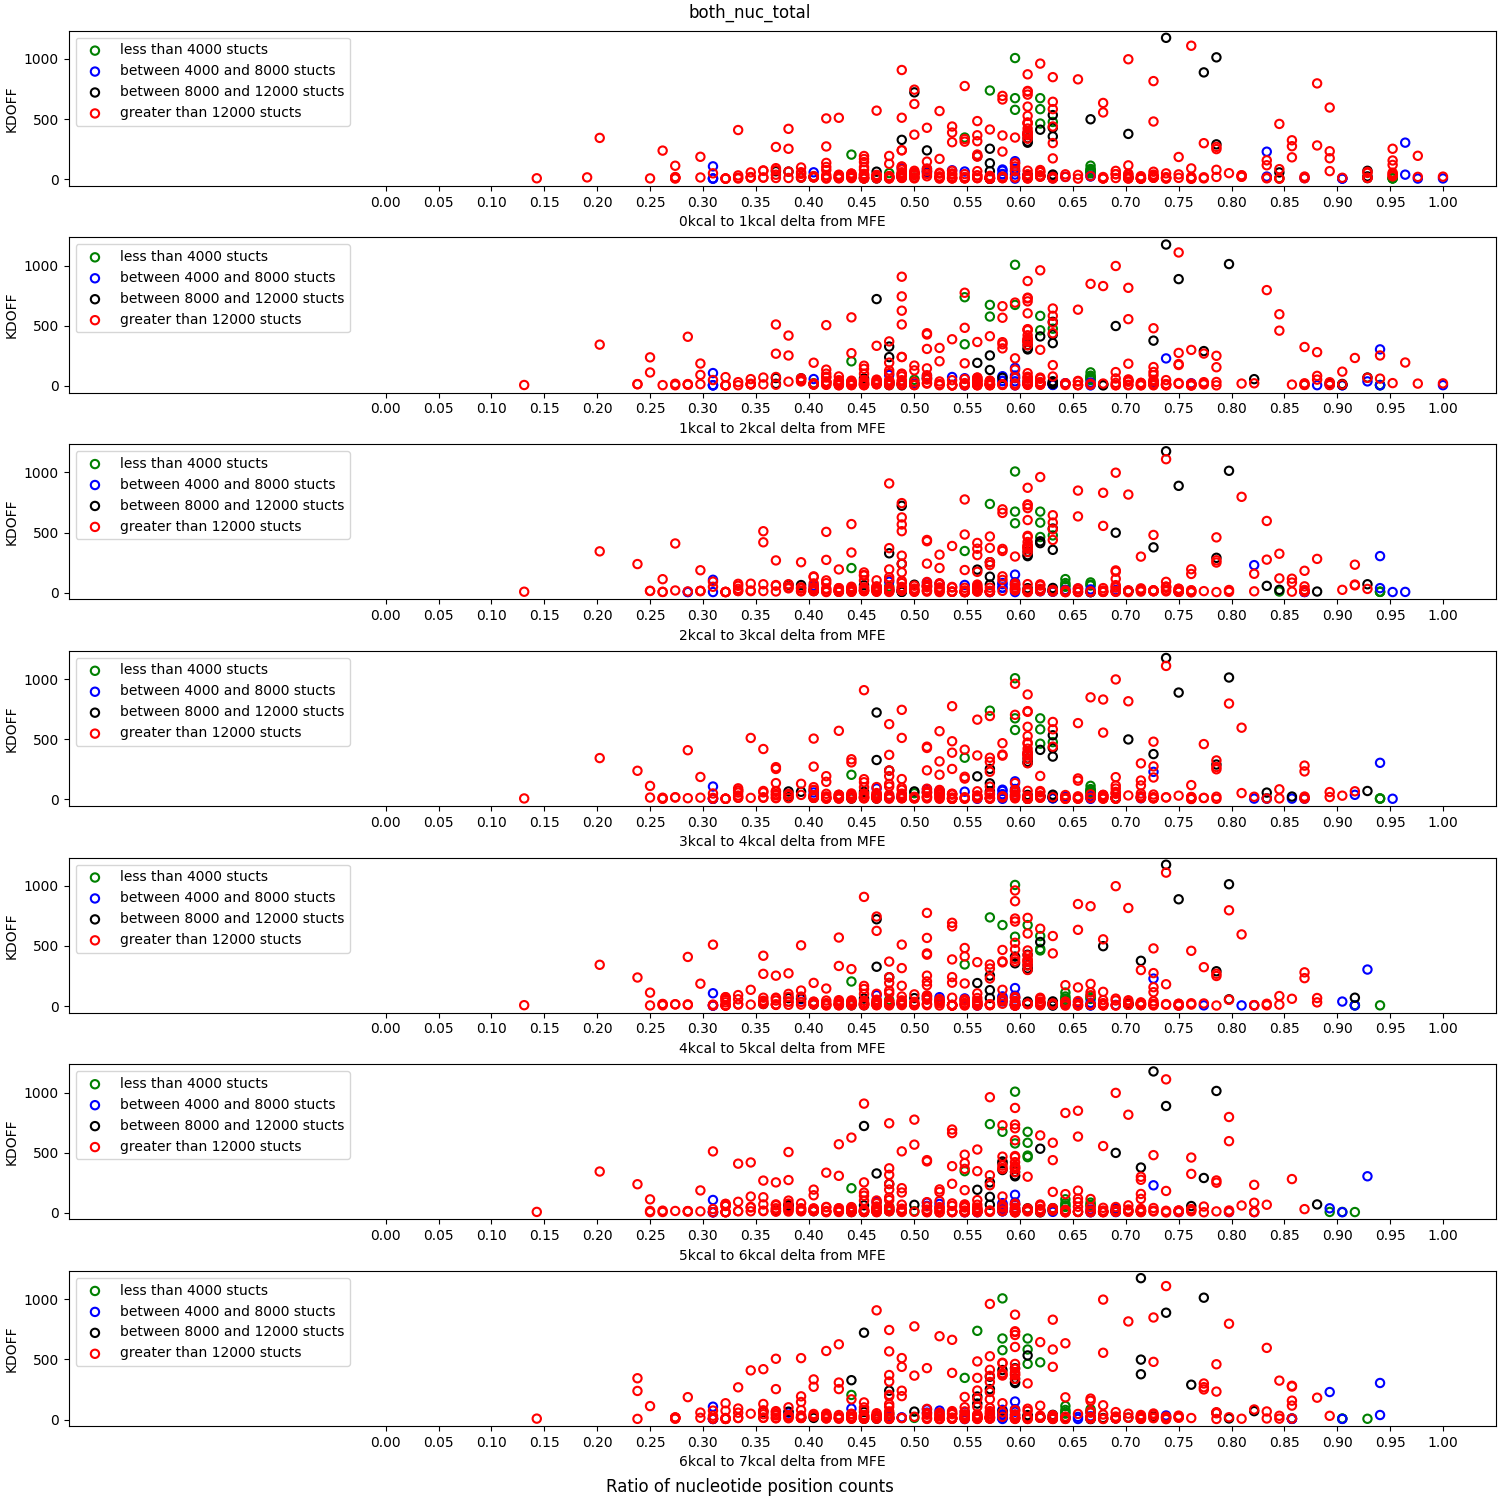 both_nuc_total
less than 4000 stucts
between 4000 and 8000 stucts
between 8000 and 12000 stucts
greater than 12000 stucts
KDOFF
1000
500
0
0.00 0.05 0.10 0.15 0.20 0.25 0.30 0.35 0.40 0.45 0.50 0.55 0.60 0.65 0.70 0.75 0.80 0.85 0.90 0.95 1.00
0kcal to 1kcal delta from MFE
less than 4000 stucts
between 4000 and 8000 stucts
between 8000 and 12000 stucts
greater than 12000 stucts
KDOFF
1000
500
0
0.00 0.05 0.10 0.15 0.20 0.25 0.30 0.35 0.40 0.45 0.50 0.55 0.60 0.65 0.70 0.75 0.80 0.85 0.90 0.95 1.00
1kcal to 2kcal delta from MFE
less than 4000 stucts
between 4000 and 8000 stucts
between 8000 and 12000 stucts
greater than 12000 stucts
KDOFF
1000
500
0
0.00 0.05 0.10 0.15 0.20 0.25 0.30 0.35 0.40 0.45 0.50 0.55 0.60 0.65 0.70 0.75 0.80 0.85 0.90 0.95 1.00
2kcal to 3kcal delta from MFE
less than 4000 stucts
between 4000 and 8000 stucts
between 8000 and 12000 stucts
greater than 12000 stucts
KDOFF
1000
500
0
0.00 0.05 0.10 0.15 0.20 0.25 0.30 0.35 0.40 0.45 0.50 0.55 0.60 0.65 0.70 0.75 0.80 0.85 0.90 0.95 1.00
3kcal to 4kcal delta from MFE
less than 4000 stucts
between 4000 and 8000 stucts
between 8000 and 12000 stucts
greater than 12000 stucts
KDOFF
1000
500
0
0.00 0.05 0.10 0.15 0.20 0.25 0.30 0.35 0.40 0.45 0.50 0.55 0.60 0.65 0.70 0.75 0.80 0.85 0.90 0.95 1.00
4kcal to 5kcal delta from MFE
less than 4000 stucts
between 4000 and 8000 stucts
between 8000 and 12000 stucts
greater than 12000 stucts
KDOFF
1000
500
0
0.00 0.05 0.10 0.15 0.20 0.25 0.30 0.35 0.40 0.45 0.50 0.55 0.60 0.65 0.70 0.75 0.80 0.85 0.90 0.95 1.00
5kcal to 6kcal delta from MFE
less than 4000 stucts
between 4000 and 8000 stucts
between 8000 and 12000 stucts
greater than 12000 stucts
KDOFF
1000
500
0
0.00 0.05 0.10 0.15 0.20 0.25 0.30 0.35 0.40 0.45 0.50 0.55 0.60 0.65 0.70 0.75 0.80 0.85 0.90 0.95 1.00
6kcal to 7kcal delta from MFE
Ratio of nucleotide position counts